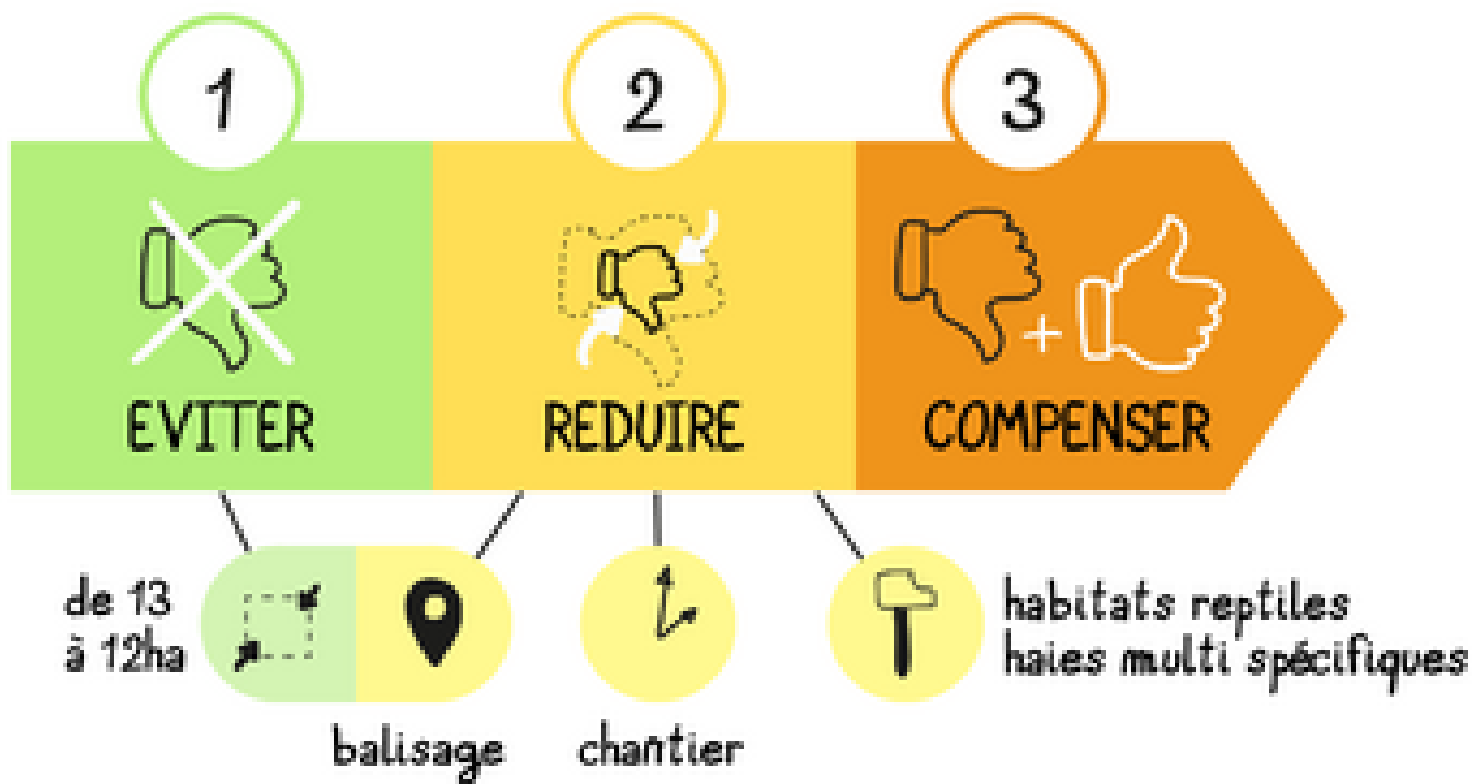 1
2
3
EVITER
REDUIRE
COMPENSER
de 13
à 12ha
balisage
chantier
habitats reptiles
haies multi spécifiques